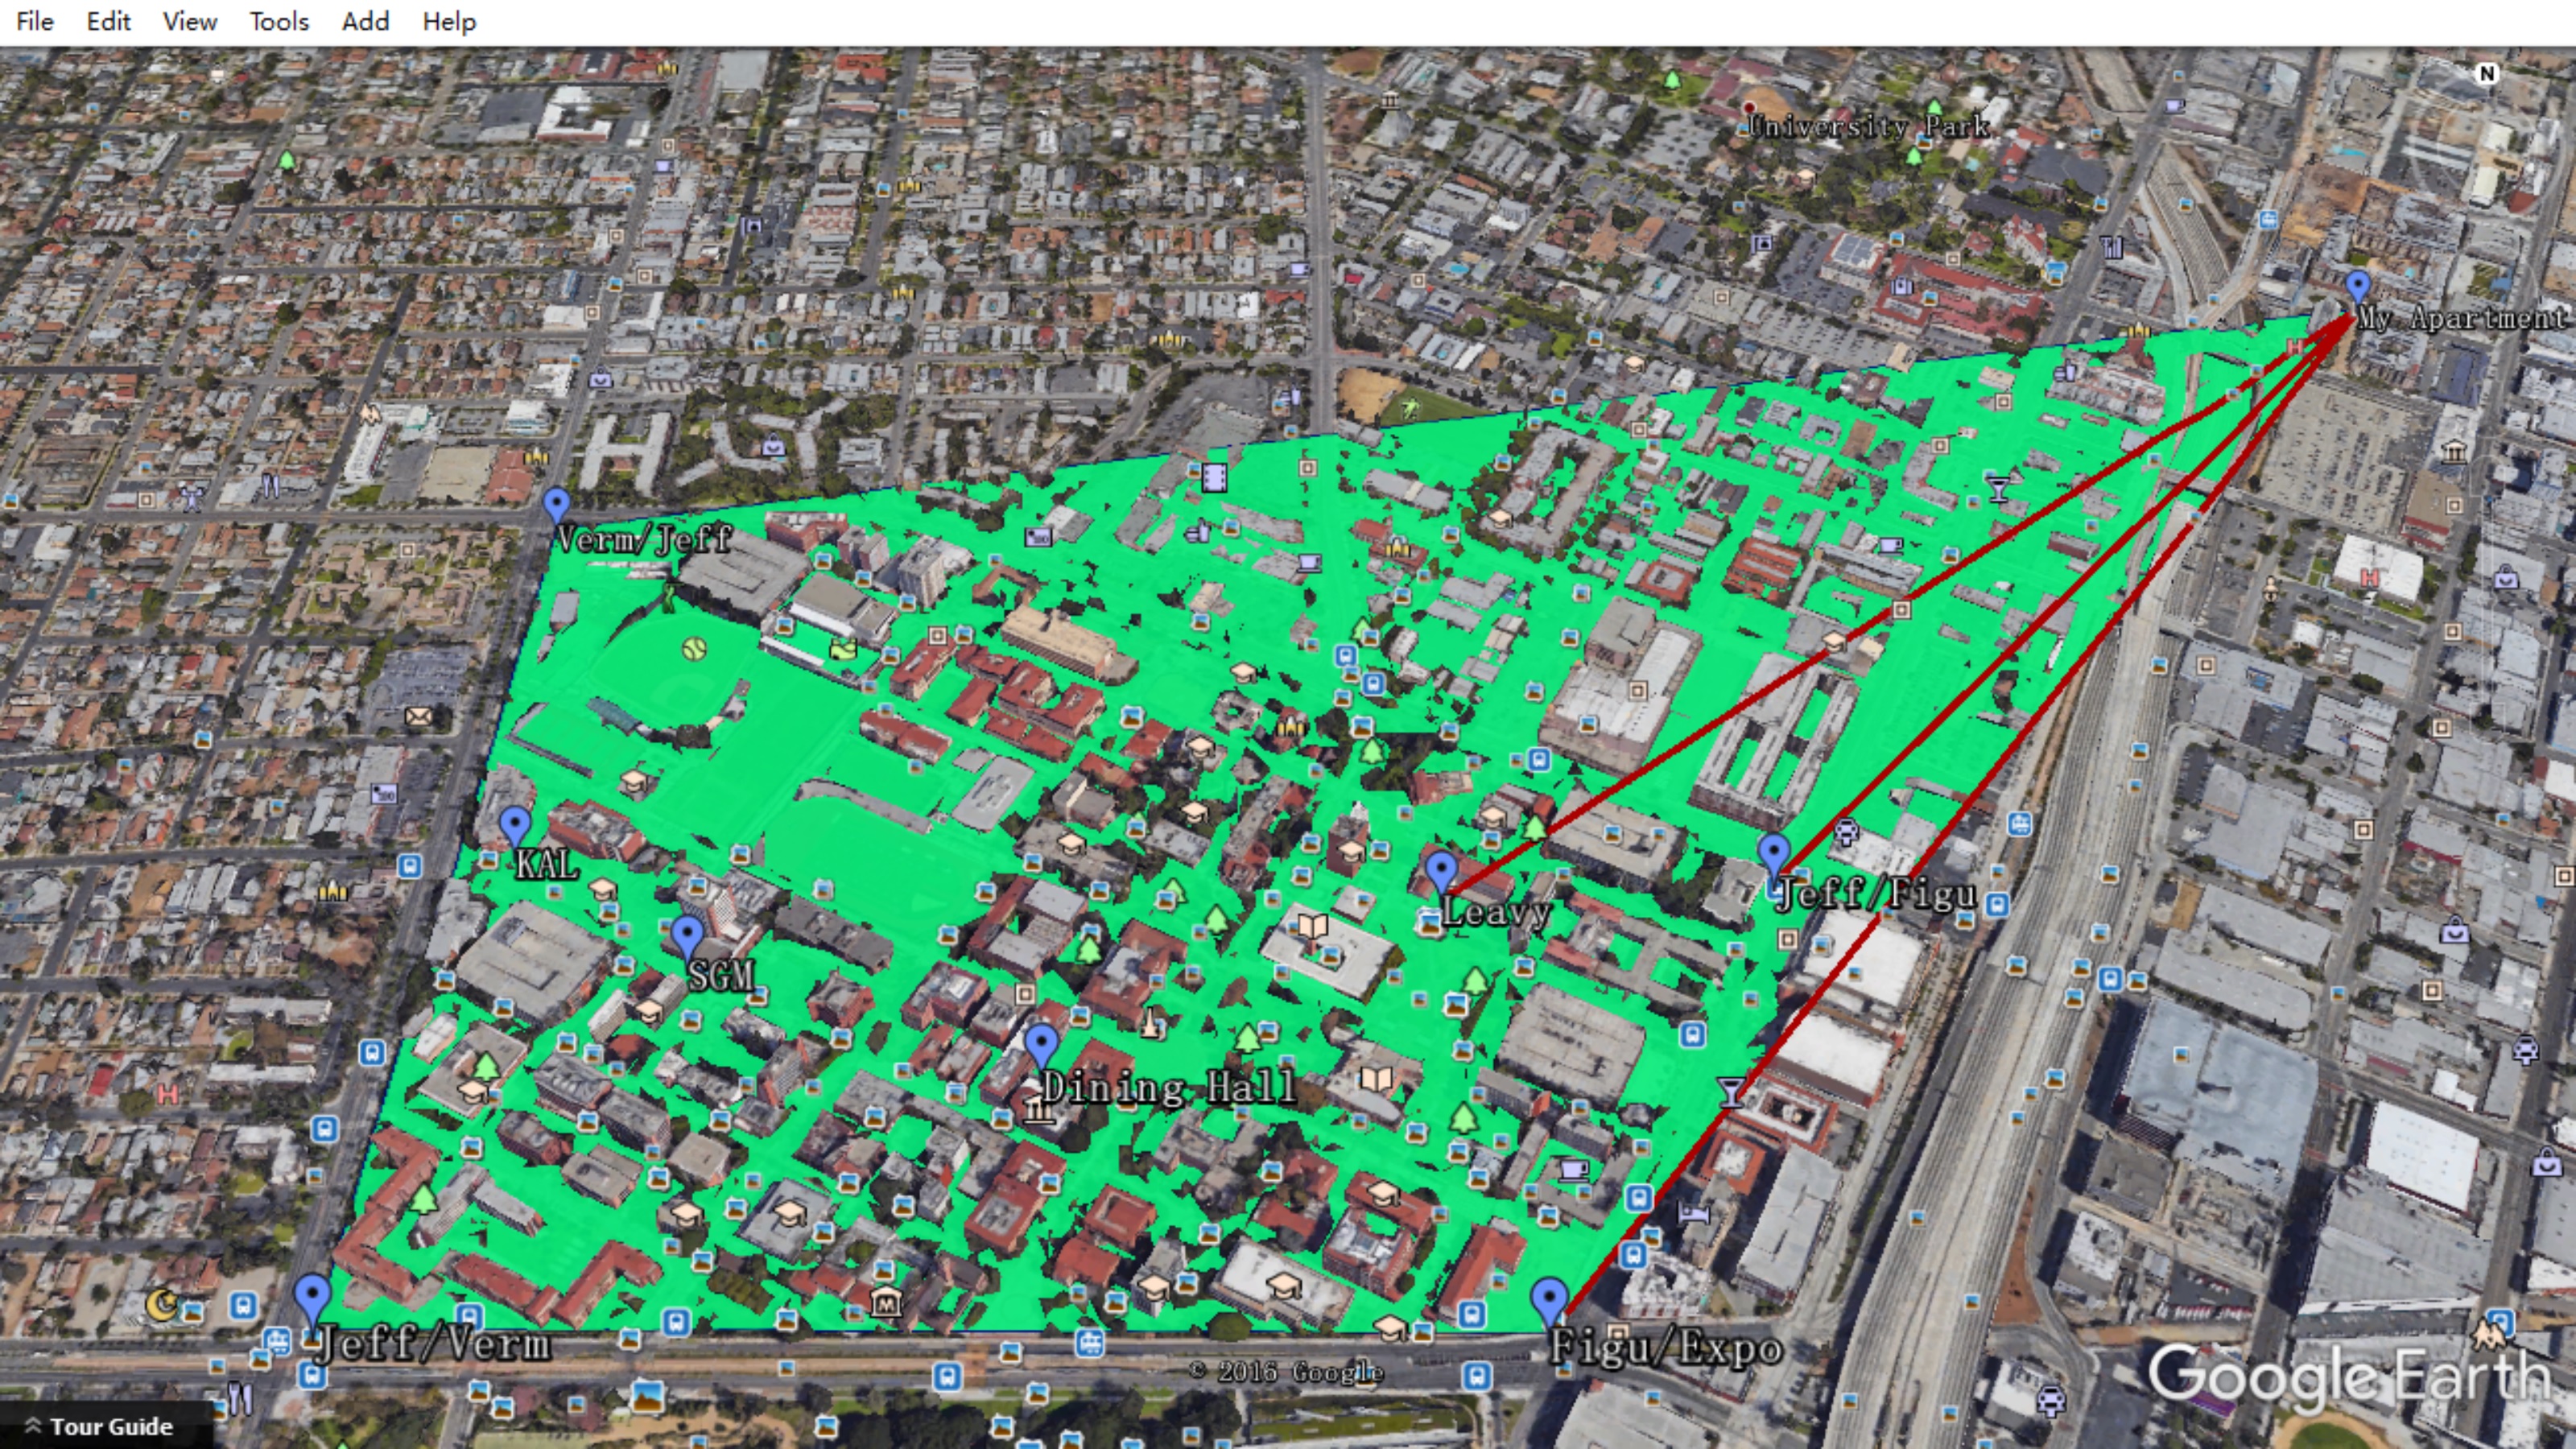 File Edit View Tools Add Help
N
University Park
My Apartment
Verm/Jeff
KAL
Jeff/Figu
Leavy
SGM
Dining Hall
Jeff/Verm
Figu/Expo
© 2016 Google
Google Earth
Tour Guide